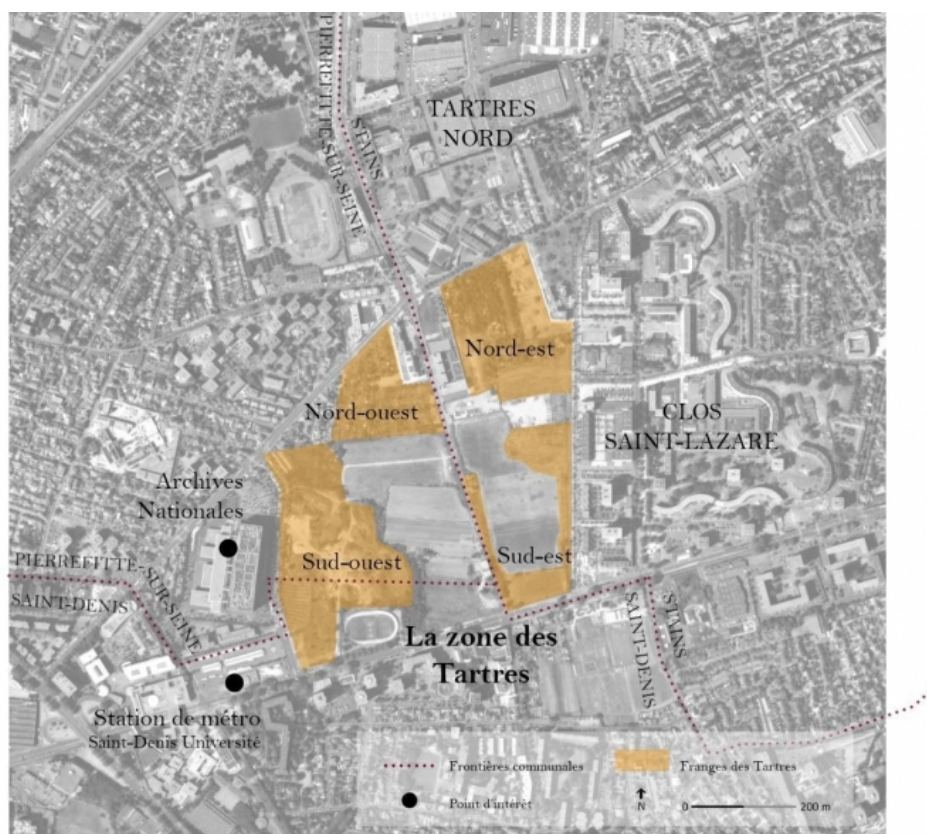 PIERREFITTE-SUR-SEINE
STAINS
TARTRES
NORD
Nord-est
Nord-ouest
CLOS
SAINT-LAZARE
Archives
Nationales
Sud-ouest
Sud-est
PIERREFITTE-SUR-SEINE
SAINT-DENIS
La zone des
Tartres
SAINT-DENIS
STAINS
Station de métro
Saint-Denis Université
Frontières communales
Franges des Tartres
Point d'intérêt
N
0
200 m